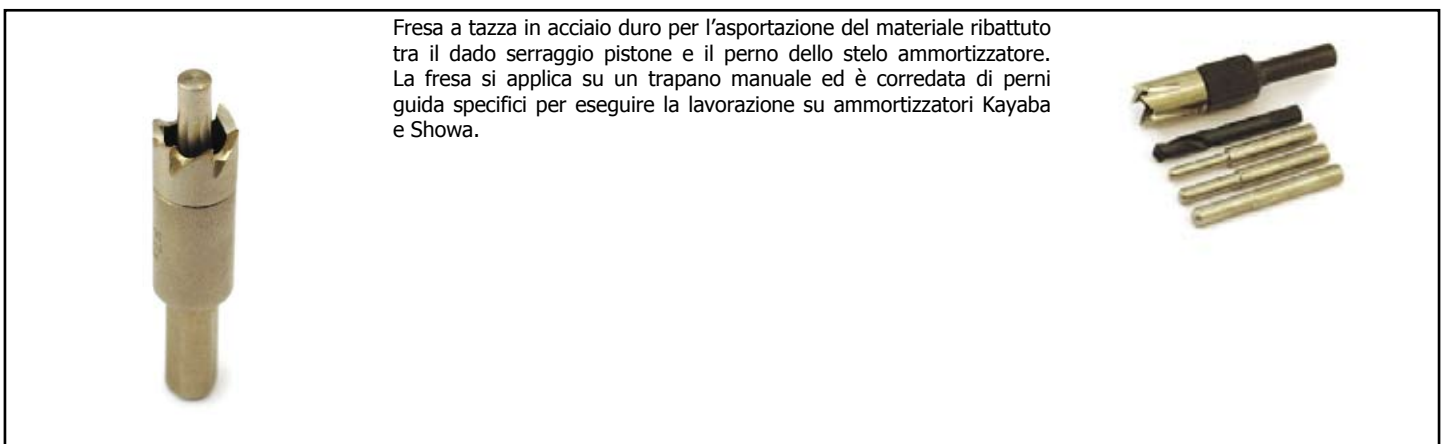 Fresa a tazza in acciaio duro per l’asportazione del materiale ribattuto
tra il dado serraggio pistone e il perno dello stelo ammortizzatore.
La fresa si applica su un trapano manuale ed è corredata di perni
guida specifici per eseguire la lavorazione su ammortizzatori Kayaba
e Showa.